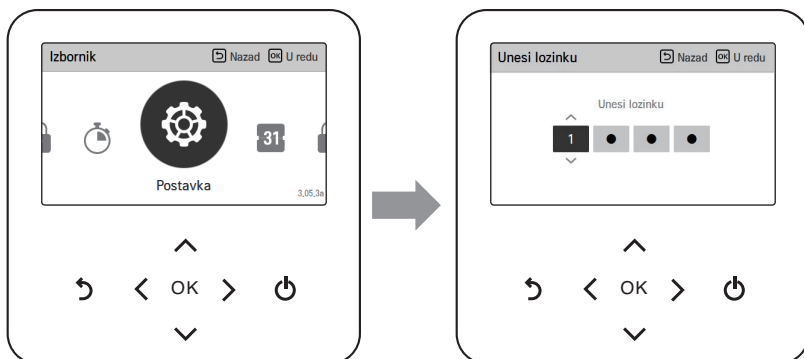 Izbornik
Nazad
OK U redu
31
Postavka
3,05,3a
OK
Unesi lozinku
Nazad
OK U redu
Unesi lozinku
1
OK